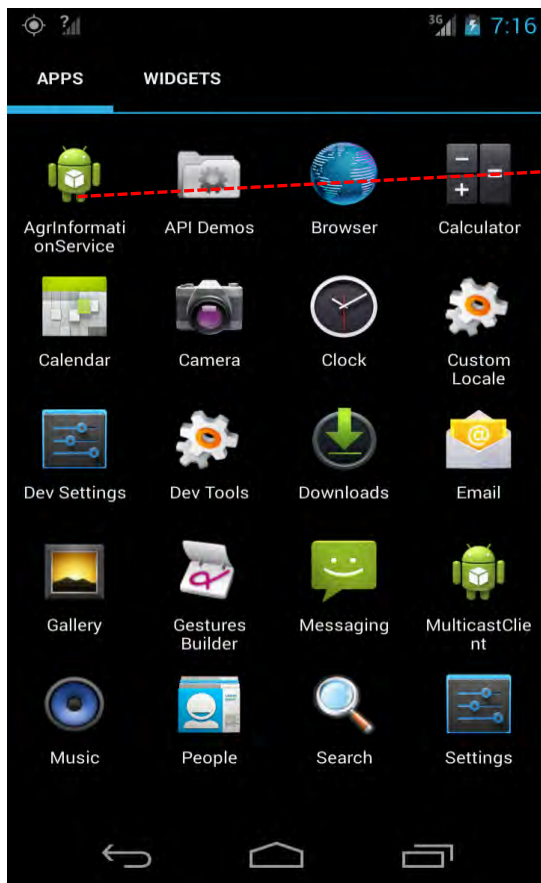 3G 7:16
APPS WIDGETS
AgrInformati API Demos Browser Calculator
onService
Calendar Camera Clock Custom
Locale
Dev Settings Dev Tools Downloads Email
Gallery Gestures Messaging MulticastClie
Builder nt
Music People Search Settings